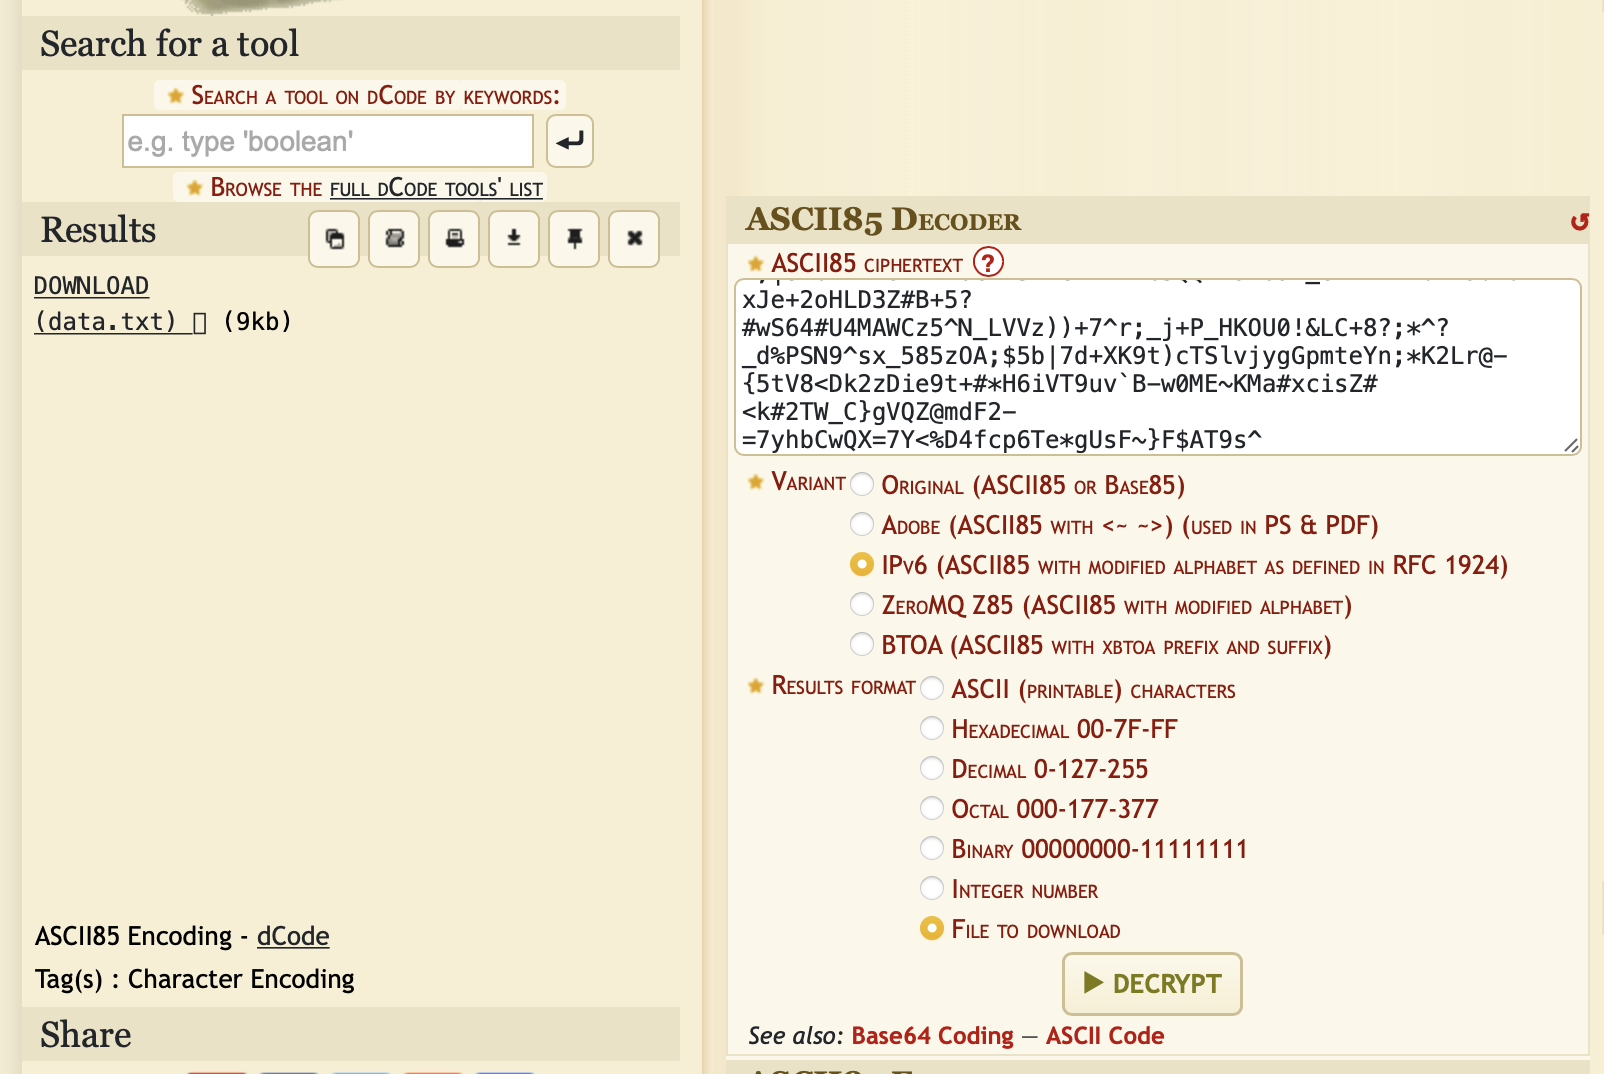 Search for a tool
Search a tool on dCode by keywords:
e.g. type 'boolean'
Browse the full dCode tools' list
Results
DOWNLOAD
(data.txt) (9kb)
ASCII85 Encoding - dCode
Tag(s) : Character Encoding
Share
ASCII85 Decoder
ASCII85 ciphertext ?
xJe+2oHLD3Z#B+5?
#wS64#U4MAWCz5^N_LVVz))+7^r;_j+P_HKOU0!&LC+8?;*^?
_d%PSN9^sx_585zOA;$5b|7d+XK9t)cTSlvjygGpmteYn;*K2Lr@-
{5tV8<Dk2zDie9t+#*H6iVT9uv`B-w0ME~KMa#xcisZ#
<k#2TW_C}gVQZ@mdF2-
=7yhbCwQX=7Y<%D4fcp6Te*gUsF~}F$AT9s^
Variant
Original (ASCII85 or Base85)
Adobe (ASCII85 with <~ ~>) (used in PS & PDF)
IPv6 (ASCII85 with modified alphabet as defined in RFC 1924)
ZeroMQ Z85 (ASCII85 with modified alphabet)
BTOA (ASCII85 with xbtoa prefix and suffix)
Results format
ASCII (printable) characters
Hexadecimal 00-7F-FF
Decimal 0-127-255
Octal 000-177-377
Binary 00000000-11111111
Integer number
File to download
DECRYPT
See also: Base64 Coding — ASCII Code